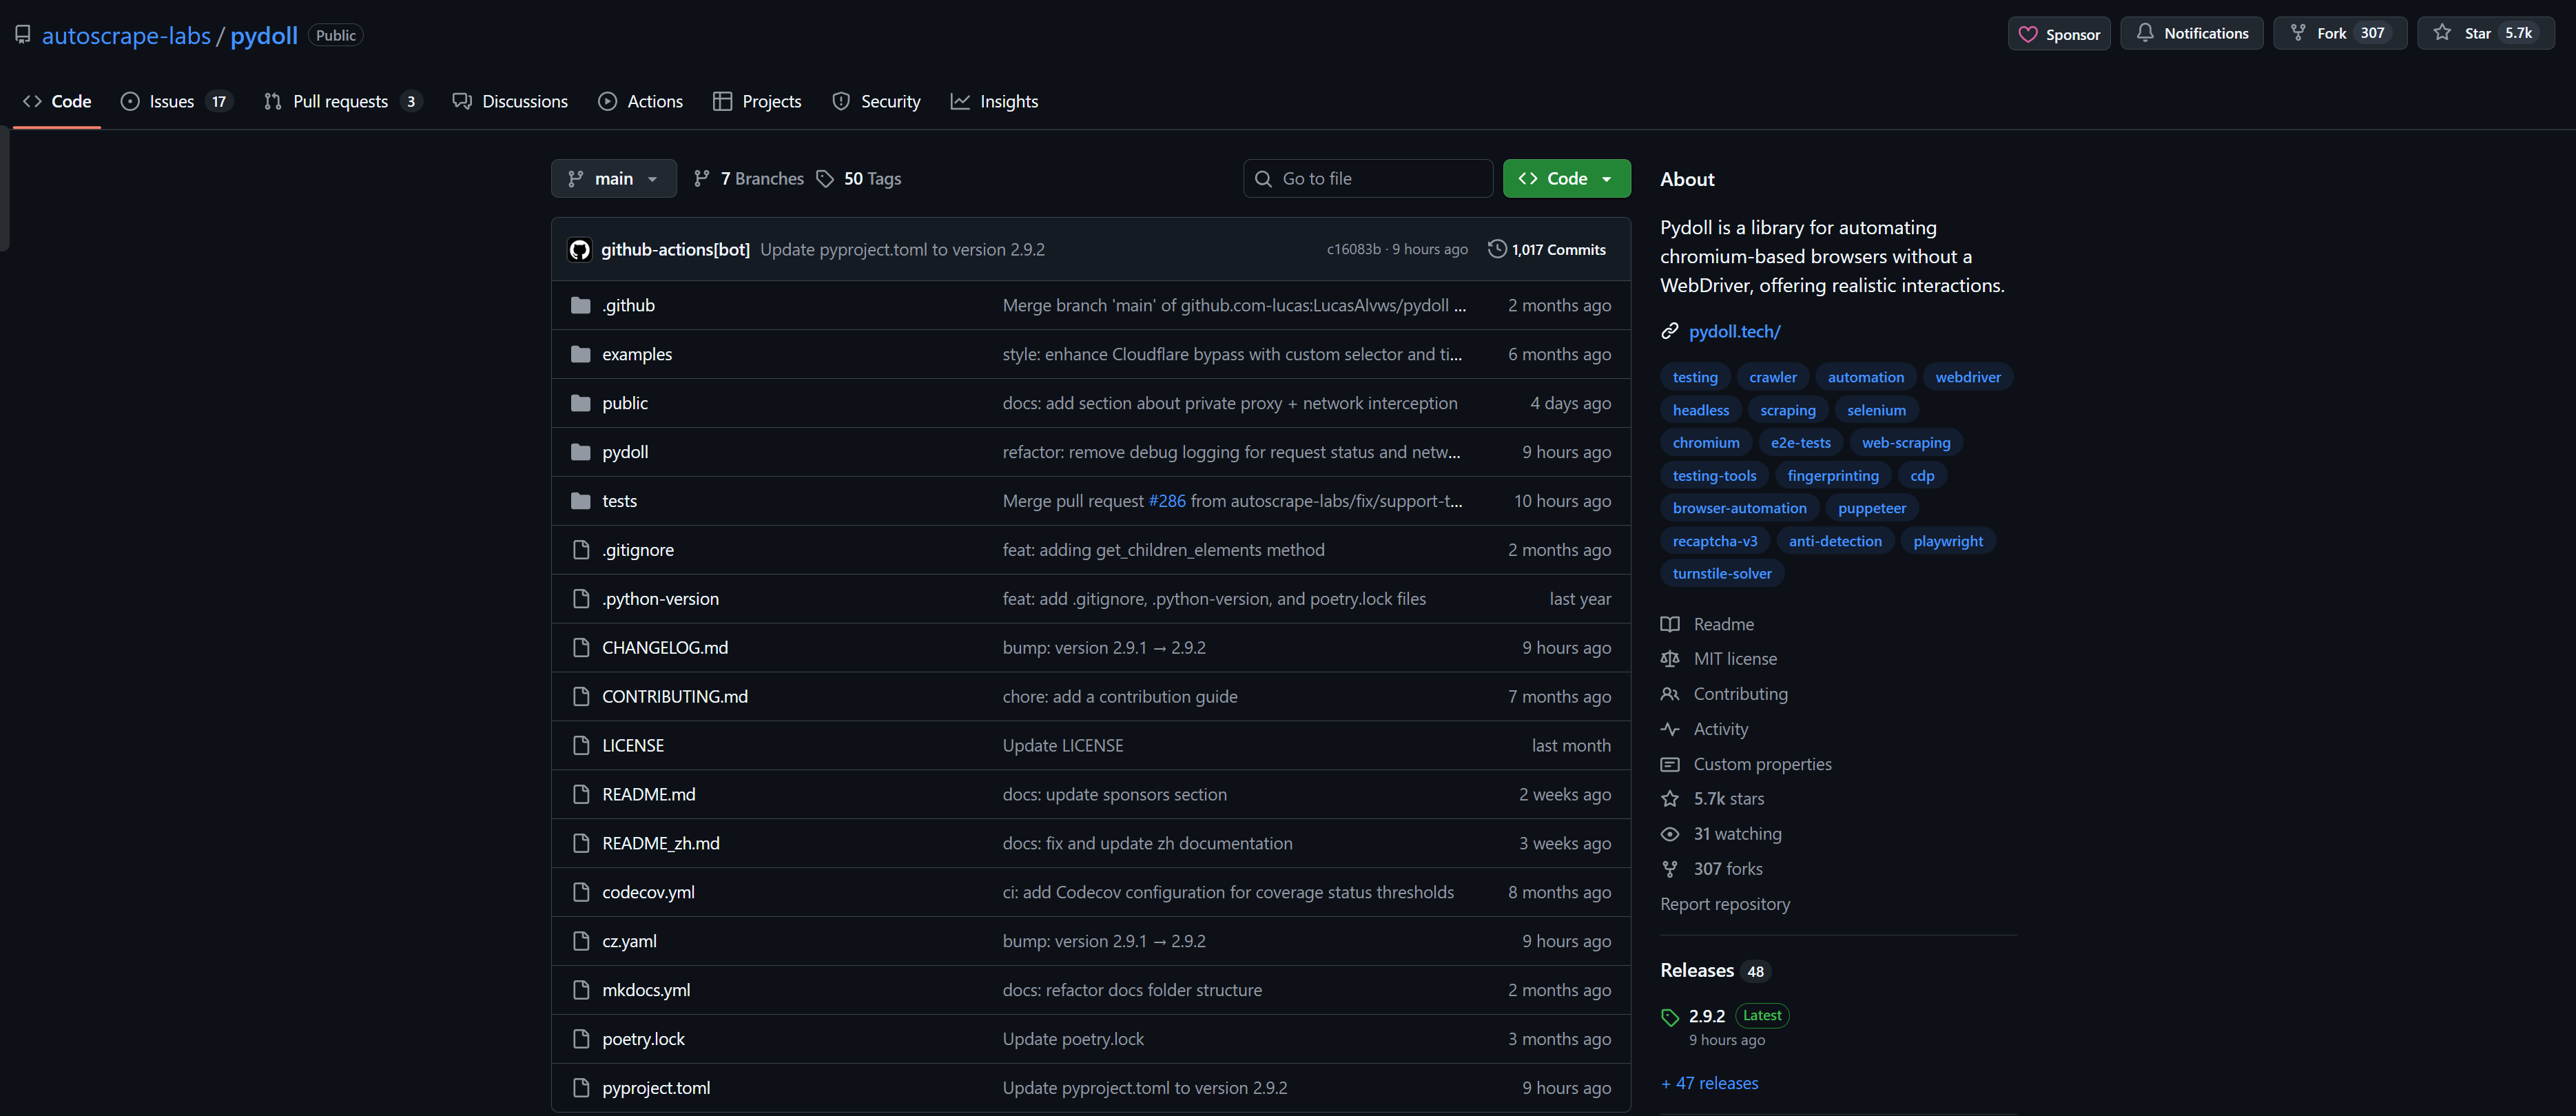 autoscrape-labs / pydoll Public
Sponsor Notifications Fork 307 Star 5.7k
Code Issues 17 Pull requests 3 Discussions Actions Projects Security Insights
main 7 Branches 50 Tags Go to file Code
github-actions[bot] Update pyproject.toml to version 2.9.2 c16083b · 9 hours ago 1,017 Commits
.github Merge branch 'main' of github.com-lucas:LucasAlvws/pydoll ... 2 months ago
examples style: enhance Cloudflare bypass with custom selector and ti... 6 months ago
public docs: add section about private proxy + network interception 4 days ago
pydoll refactor: remove debug logging for request status and netw... 9 hours ago
tests Merge pull request #286 from autoscrape-labs/fix/support-t... 10 hours ago
.gitignore feat: adding get_children_elements method 2 months ago
.python-version feat: add .gitignore, .python-version, and poetry.lock files last year
CHANGELOG.md bump: version 2.9.1 → 2.9.2 9 hours ago
CONTRIBUTING.md chore: add a contribution guide 7 months ago
LICENSE Update LICENSE last month
README.md docs: update sponsors section 2 weeks ago
README_zh.md docs: fix and update zh documentation 3 weeks ago
codecov.yml ci: add Codecov configuration for coverage status thresholds 8 months ago
cz.yaml bump: version 2.9.1 → 2.9.2 9 hours ago
mkdocs.yml docs: refactor docs folder structure 2 months ago
poetry.lock Update poetry.lock 3 months ago
pyproject.toml Update pyproject.toml to version 2.9.2 9 hours ago
About
Pydoll is a library for automating
chromium-based browsers without a
WebDriver, offering realistic interactions.
pydoll.tech/
testing crawler automation webdriver
headless scraping selenium
chromium e2e-tests web-scraping
testing-tools fingerprinting cdp
browser-automation puppeteer
recaptcha-v3 anti-detection playwright
turnstile-solver
Readme
MIT license
Contributing
Activity
Custom properties
5.7k stars
31 watching
307 forks
Report repository
Releases 48
2.9.2 Latest
9 hours ago
+ 47 releases